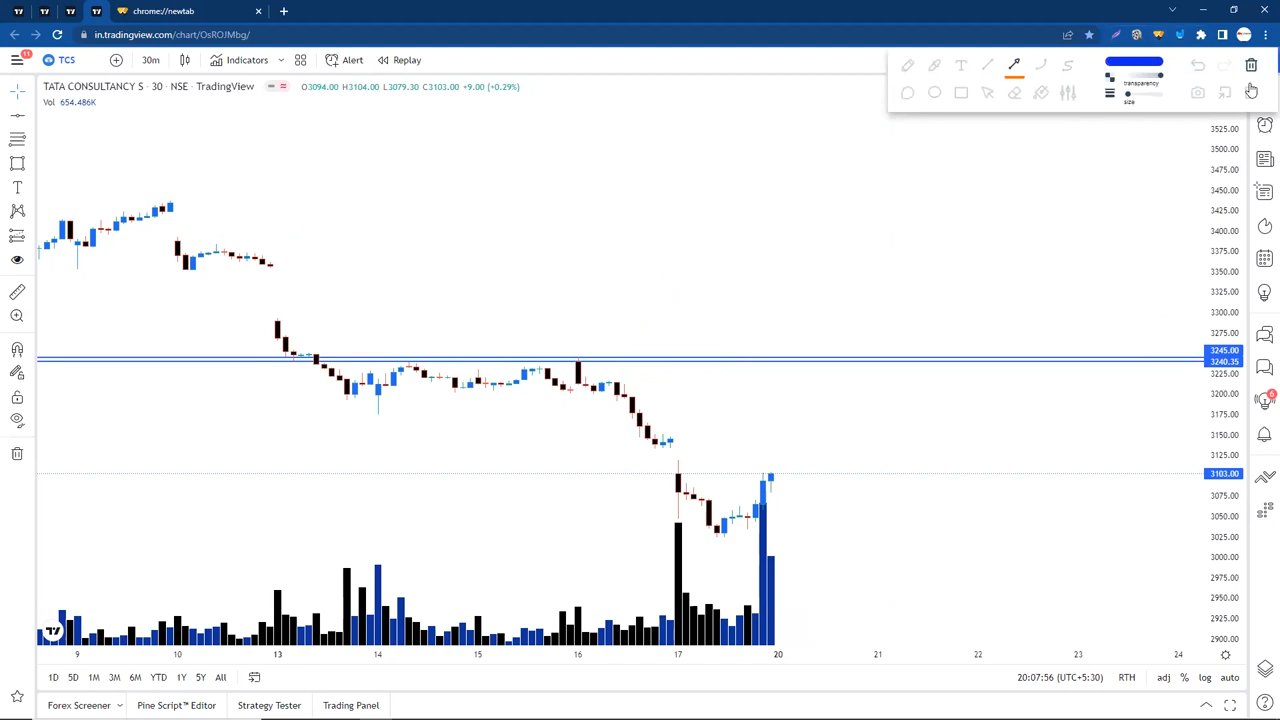 chrome://newtab
in.tradingview.com/chart/OsROJMbg/
11
TCS
30m
Indicators
Alert
Replay
transparency
size
TATA CONSULTANCY S · 30 · NSE · TradingView
O3094.00 H3104.00 L3079.30 C3103.00 +9.00 (+0.29%)
Vol 654.486K
3525.00
3500.00
3475.00
3450.00
3425.00
3400.00
3375.00
3350.00
3325.00
3300.00
3275.00
3245.00
3240.35
3225.00
3200.00
3175.00
3150.00
3125.00
3103.00
3075.00
3050.00
3025.00
3000.00
2975.00
2950.00
2925.00
2900.00
6
9 10 13 14 15 16 17 20 21 22 23 24
1D 5D 1M 3M 6M YTD 1Y 5Y All
20:07:56 (UTC+5:30) RTH adj % log auto
Forex Screener Pine Script™ Editor Strategy Tester Trading Panel